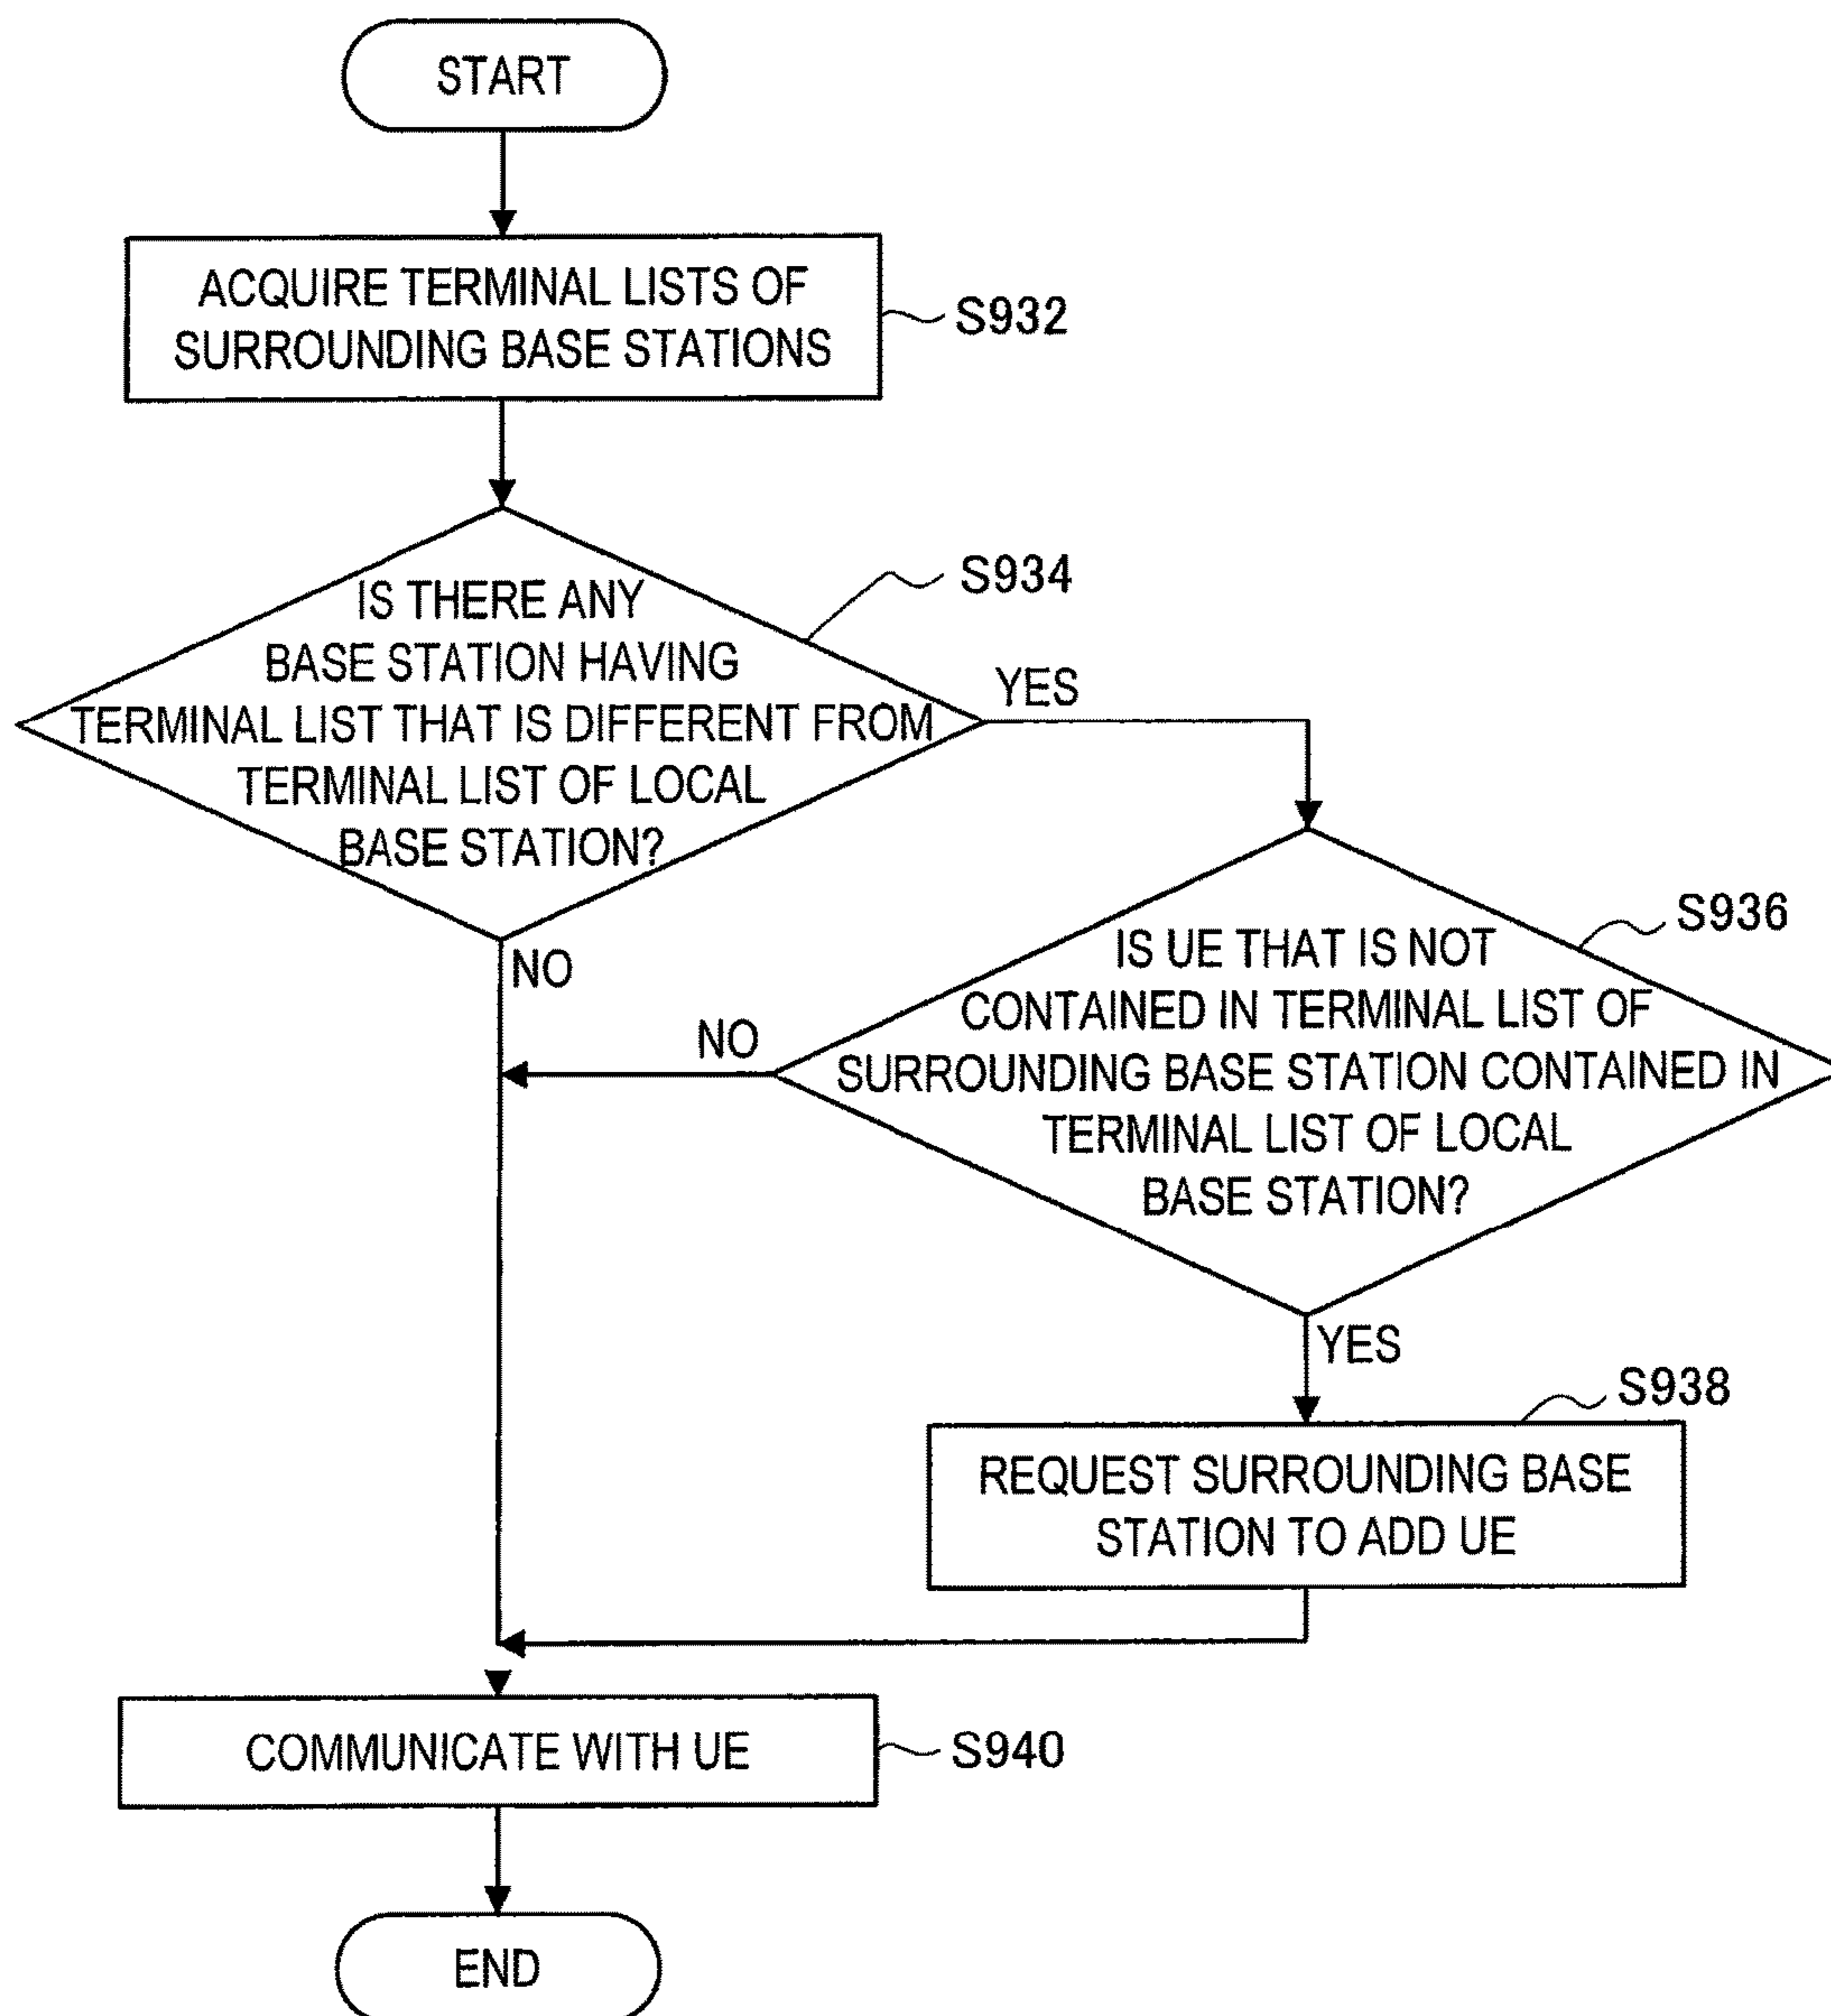 START
ACQUIRE TERMINAL LISTS OF
SURROUNDING BASE STATIONS
S932
IS THERE ANY
BASE STATION HAVING
TERMINAL LIST THAT IS DIFFERENT FROM
TERMINAL LIST OF LOCAL
BASE STATION?
S934
YES
NO
IS UE THAT IS NOT
CONTAINED IN TERMINAL LIST OF
SURROUNDING BASE STATION CONTAINED IN
TERMINAL LIST OF LOCAL
BASE STATION?
S936
NO
YES
REQUEST SURROUNDING BASE
STATION TO ADD UE
S938
COMMUNICATE WITH UE
S940
END